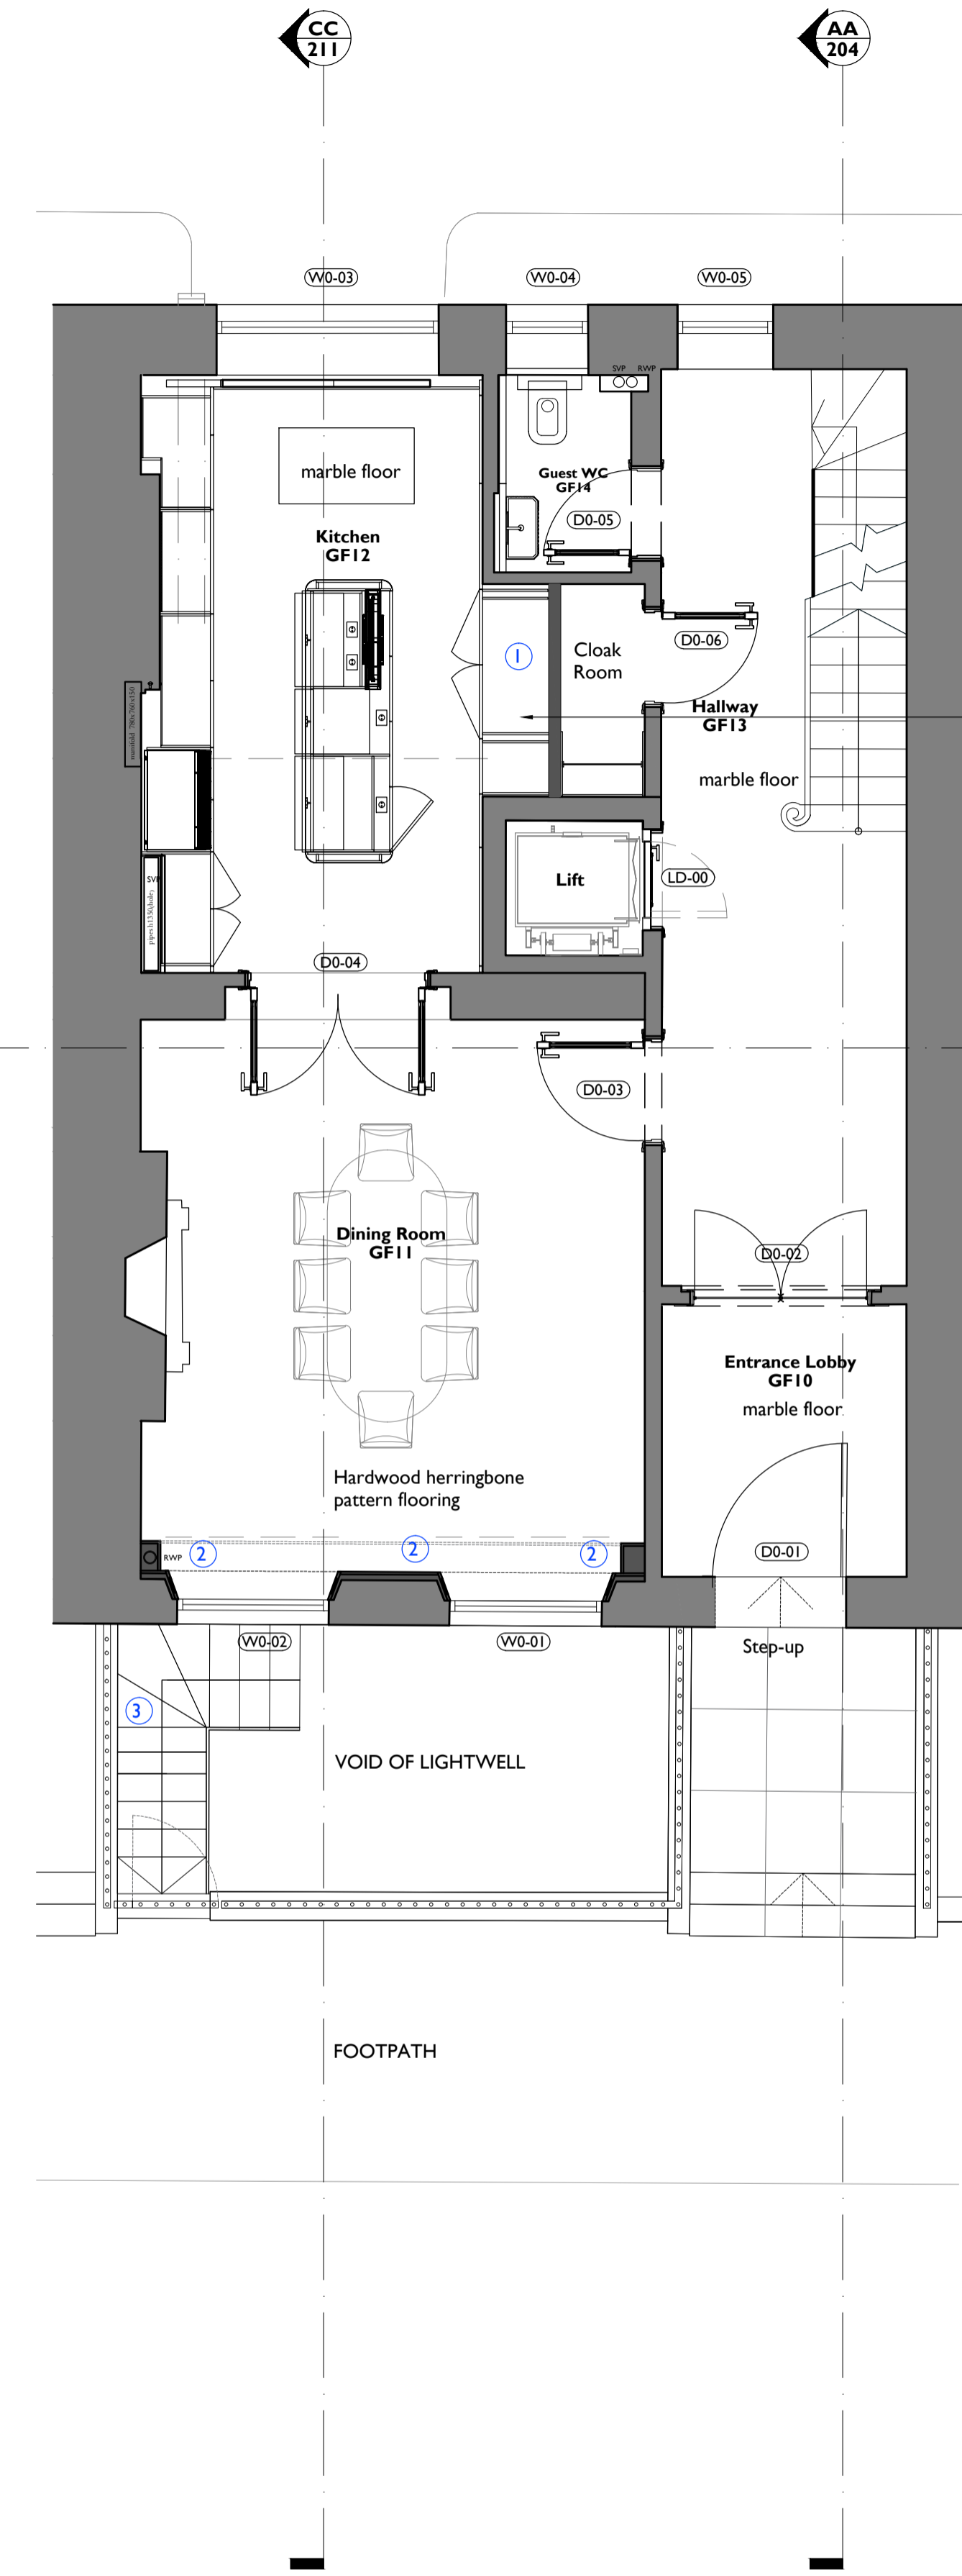 CC
211
AA
204
W0-03
W0-04
W0-05
SVP
RWP
marble floor
Guest WC
GF14
D0-05
Kitchen
GF12
1
Cloak
Room
D0-06
Hallway
GF13
manifold 780x760x150
marble floor
Lift
LD-00
SVP
D0-04
D0-03
Dining Room
GF11
D0-02
Entrance Lobby
GF10
marble floor
Hardwood herringbone
pattern flooring
RWP
2
2
2
D0-01
W0-02
W0-01
Step-up
3
VOID OF LIGHTWELL
FOOTPATH